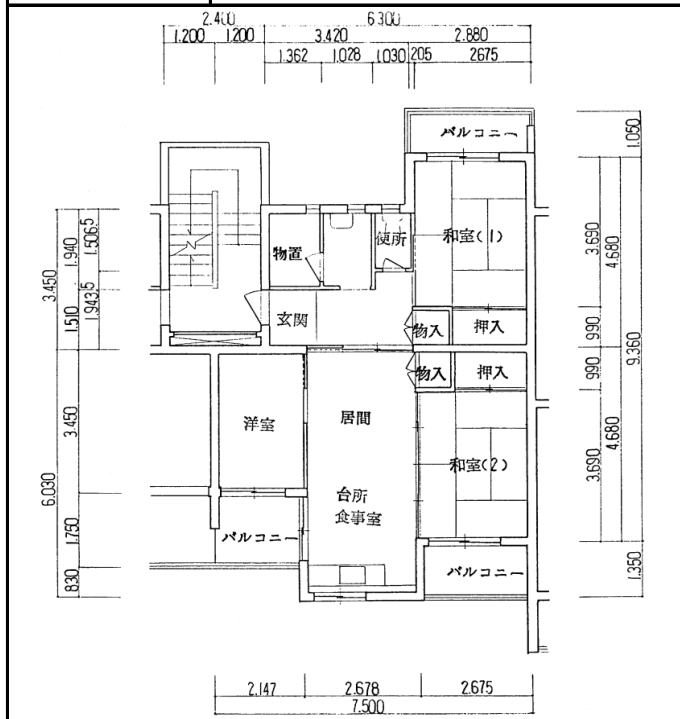 2.400 6.300
1.200 1.200 3.420 2.880
1.362 1.028 1.030 205 2675
バルコニー
1.050
便所
物置
和室(1)
3.450
1.940
1.506.5
1.510
1.943.5
3.690
4.680
玄関
物入
押入
990
9.360
物入
押入
990
洋室
居間
3.450
和室(2)
3.690
4.680
6.030
台所
食事室
バルコニー
1.750
バルコニー
830
1.350
2.147 2.678 2.675
7.500